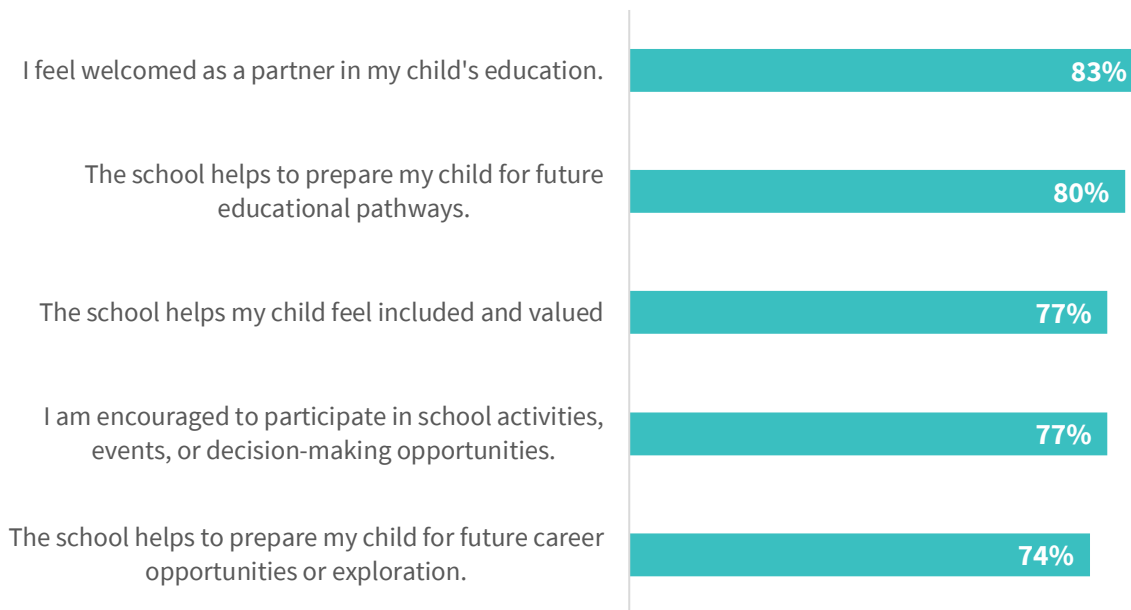 I feel welcomed as a partner in my child's education.
83%
The school helps to prepare my child for future
educational pathways.
80%
The school helps my child feel included and valued
77%
I am encouraged to participate in school activities,
events, or decision-making opportunities.
77%
The school helps to prepare my child for future career
opportunities or exploration.
74%